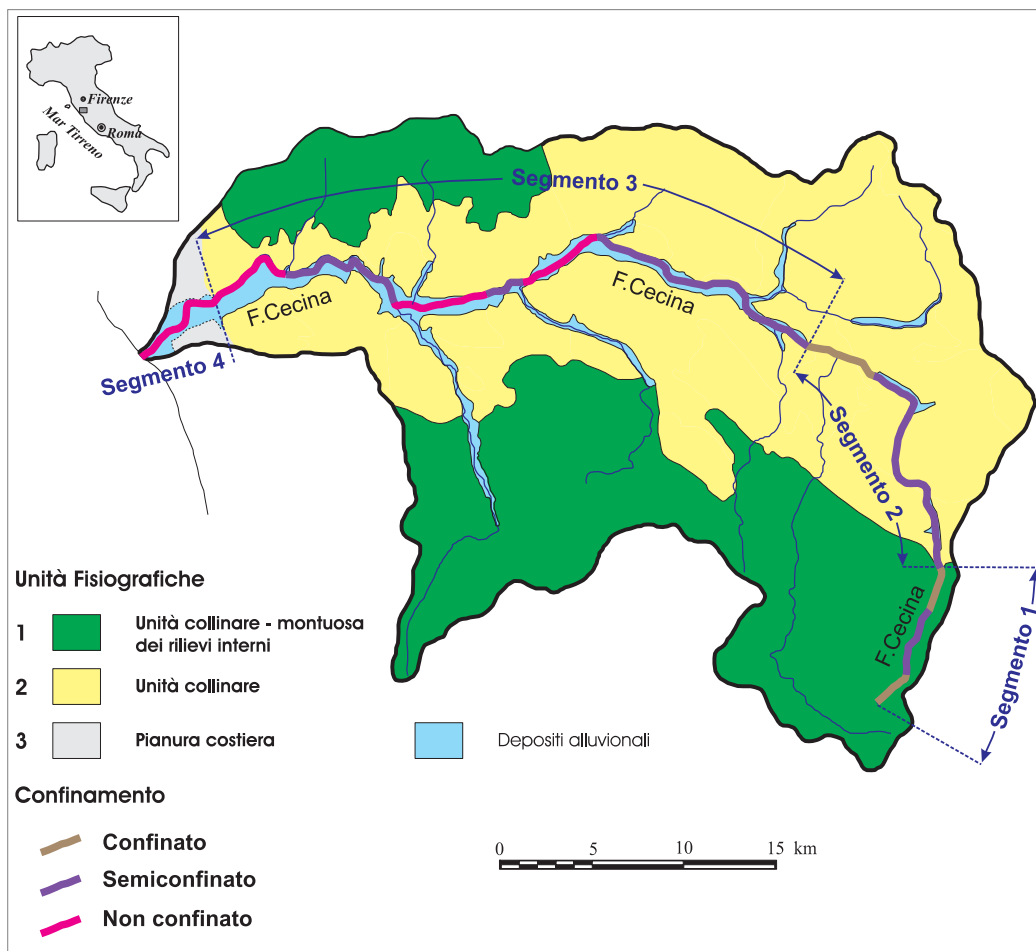 Firenze
Mar Tirreno
Roma
Segmento 3
F.Cecina
F.Cecina
Segmento 4
Segmento 2
F.Cecina
Segmento 1
Unità Fisiografiche
1 Unità collinare - montuosa
dei rilievi interni
2 Unità collinare
3 Pianura costiera Depositi alluvionali
Confinamento
Confinato
Semiconfinato
Non confinato
0 5 10 15 km